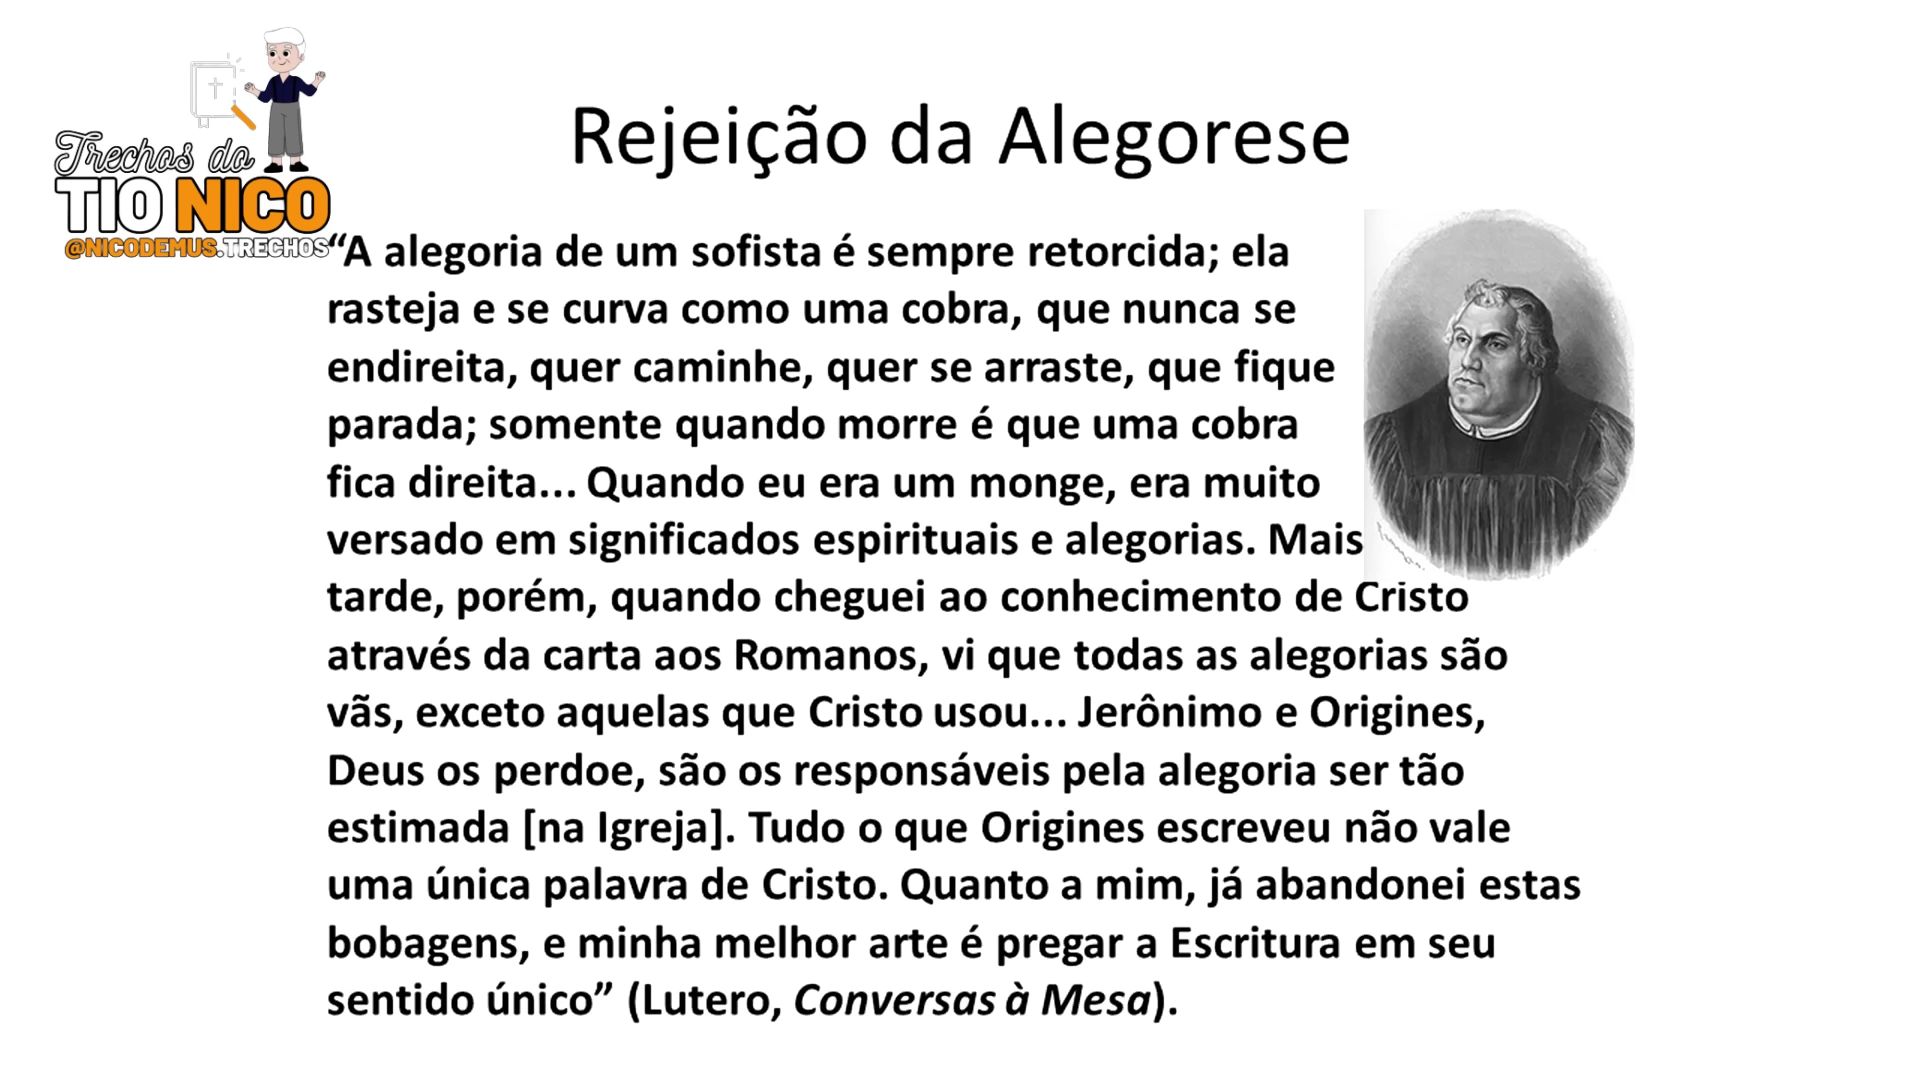 Trechos do
TIO NICO
@NICODEMUS.TRECHOS
Rejeição da Alegorese
“A alegoria de um sofista é sempre retorcida; ela
rasteja e se curva como uma cobra, que nunca se
endireita, quer caminhe, quer se arraste, que fique
parada; somente quando morre é que uma cobra
fica direita... Quando eu era um monge, era muito
versado em significados espirituais e alegorias. Mais
tarde, porém, quando cheguei ao conhecimento de Cristo
através da carta aos Romanos, vi que todas as alegorias são
vãs, exceto aquelas que Cristo usou... Jerônimo e Origines,
Deus os perdoe, são os responsáveis pela alegoria ser tão
estimada [na Igreja]. Tudo o que Origines escreveu não vale
uma única palavra de Cristo. Quanto a mim, já abandonei estas
bobagens, e minha melhor arte é pregar a Escritura em seu
sentido único” (Lutero, Conversas à Mesa).